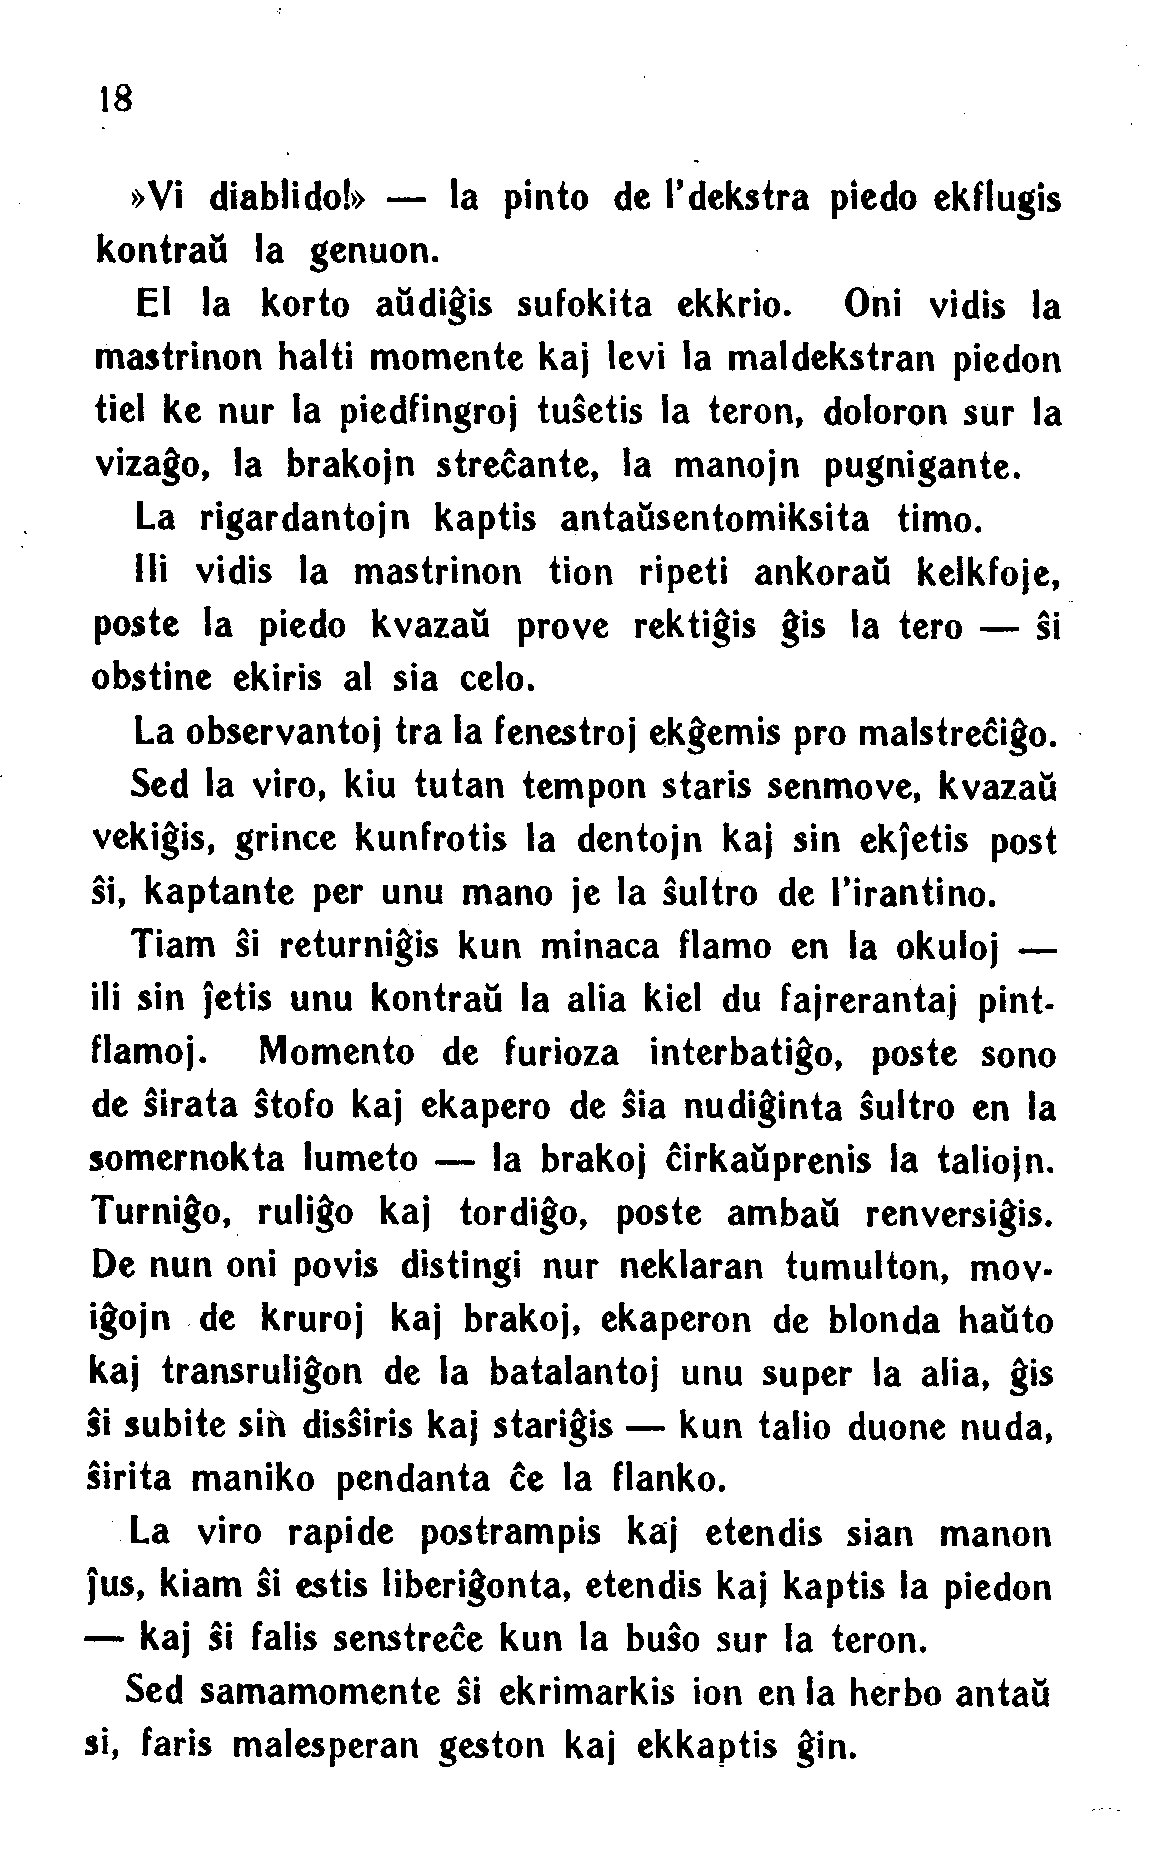 18
»Vi diablido!» — la pinto de l'dekstra piedo ekflugis
kontraŭ la genuon.
El la korto aŭdiĝis sufokita ekkrio. Oni vidis la
mastrinon halti momente kaj levi la maldekstran piedon
tiel ke nur la piedfingroj tuŝetis la teron, doloron sur la
vizaĝo, la brakojn streĉante, la manojn pugnigante.
La rigardantojn kaptis antaŭsentomiksita timo.
Ili vidis la mastrinon tion ripeti ankoraŭ kelkfoje,
poste la piedo kvazaŭ prove rektiĝis ĝis la tero — ŝi
obstine ekiris al sia celo.
La observantoj tra la fenestroj ekĝemis pro malstreĉiĝo.
Sed la viro, kiu tutan tempon staris senmove, kvazaŭ
vekiĝis, grince kunfrotis la dentojn kaj sin ekĵetis post
ŝi, kaptante per unu mano je la ŝultro de l'irantino.
Tiam ŝi returniĝis kun minaca flamo en la okuloj —
ili sin ĵetis unu kontraŭ la alia kiel du fajrerantaj pint-
flamoj. Momento de furioza interbatiĝo, poste sono
de ŝirata ŝtofo kaj ekapero de ŝia nudiĝinta ŝultro en la
somernokta lumeto — la brakoj ĉirkaŭprenis la taliojn.
Turniĝo, ruliĝo kaj tordiĝo, poste ambaŭ renversiĝis.
De nun oni povis distingi nur neklaran tumulton, mov-
iĝojn de kruroj kaj brakoj, ekaperon de blonda haŭto
kaj transruliĝon de la batalantoj unu super la alia, ĝis
ŝi subite sin disŝiris kaj stariĝis — kun talio duone nuda,
ŝirita maniko pendanta ĉe la flanko.
La viro rapide postrampis kaj etendis sian manon
ĵus, kiam ŝi estis liberiĝonta, etendis kaj kaptis la piedon
— kaj ŝi falis senstreĉe kun la buŝo sur la teron.
Sed samamomente ŝi ekrimarkis ion en la herbo antaŭ
si, faris malesperan geston kaj ekkaptis ĝin.